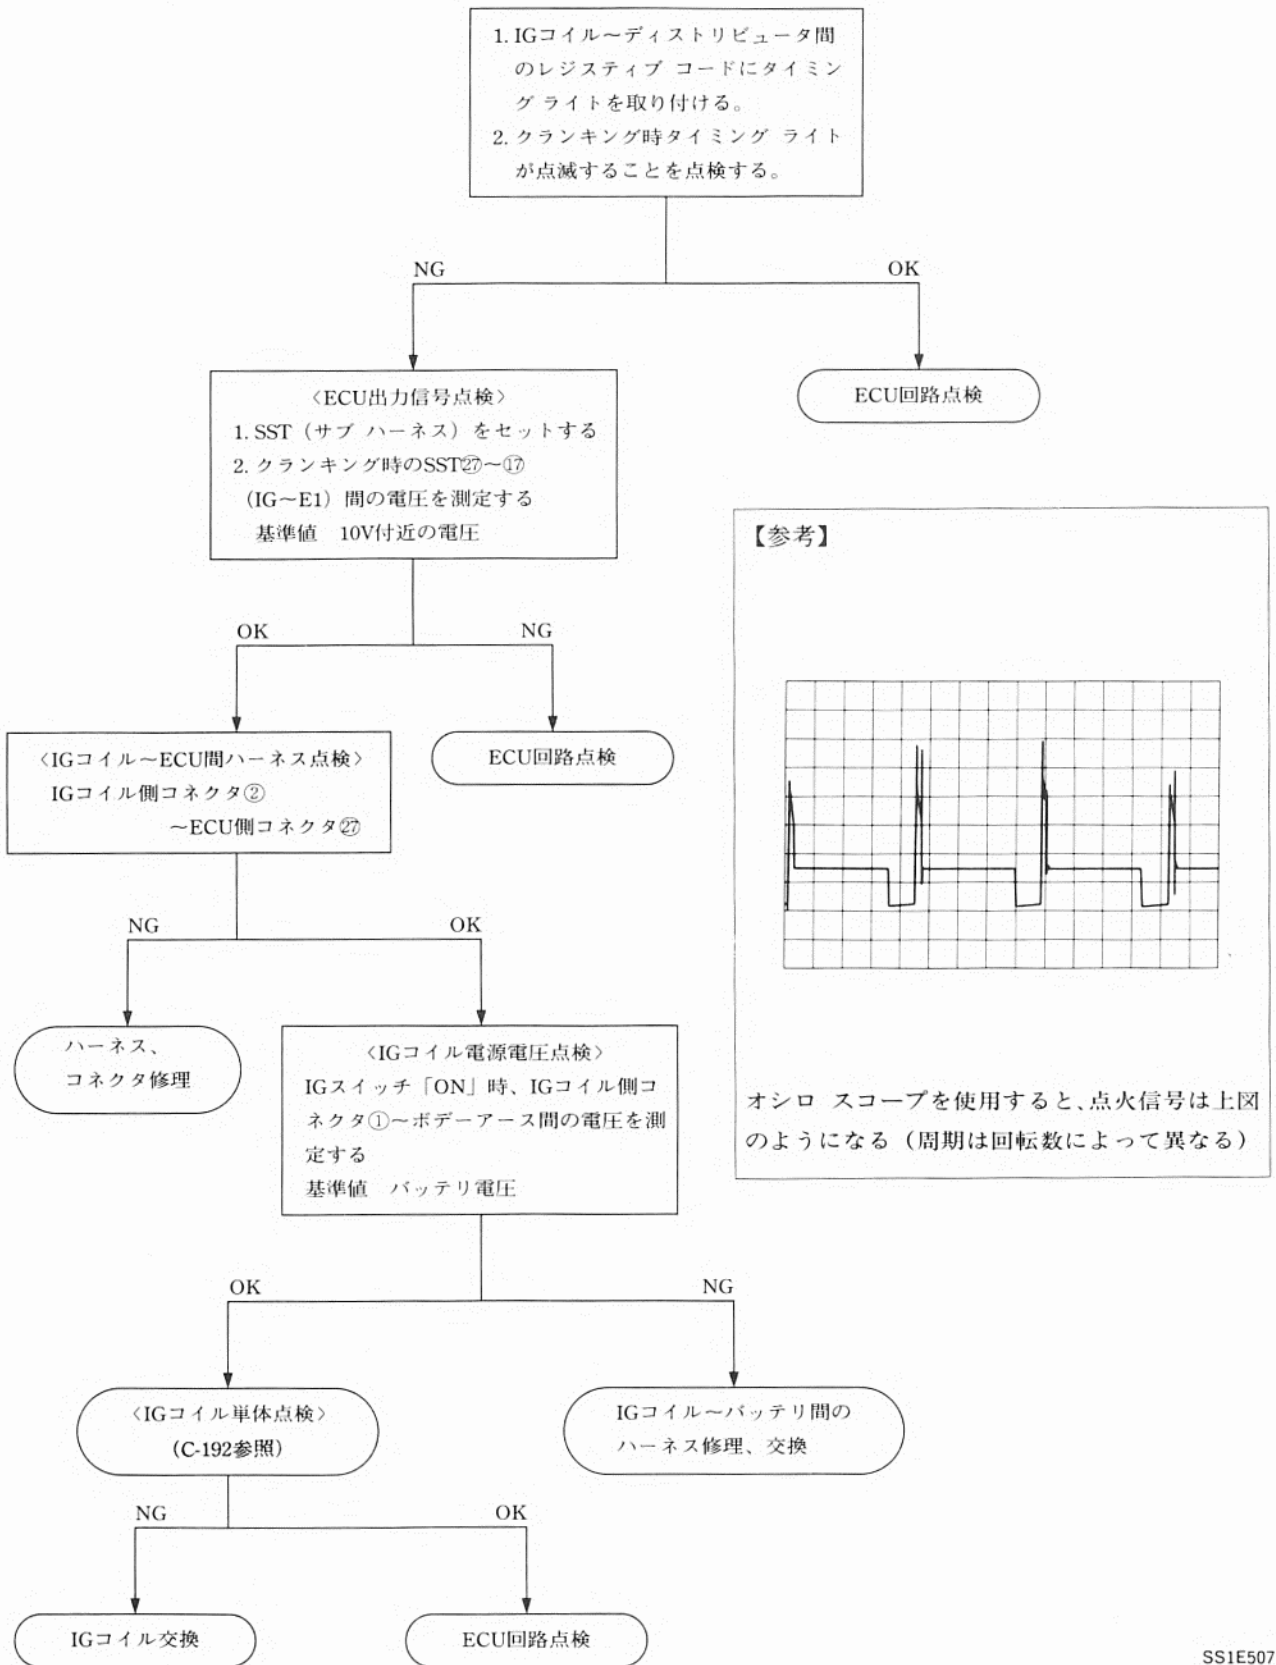 1. IGコイル～ディストリビュータ間
のレジスティブ コードにタイミン
グ ライトを取り付ける。
2. クランキング時タイミング ライト
が点滅することを点検する。
NG
OK
〈ECU出力信号点検〉
1. SST（サブ ハーネス）をセットする
2. クランキング時のSST㉗～⑰
（IG～E1）間の電圧を測定する
基準値 10V付近の電圧
ECU回路点検
OK
NG
〈IGコイル～ECU間ハーネス点検〉
IGコイル側コネクタ②
～ECU側コネクタ㉗
ECU回路点検
【参考】
オシロ スコープを使用すると、点火信号は上図
のようになる（周期は回転数によって異なる）
NG
OK
ハーネス、
コネクタ修理
〈IGコイル電源電圧点検〉
IGスイッチ「ON」時、IGコイル側コ
ネクタ①～ボデーアース間の電圧を測
定する
基準値 バッテリ電圧
OK
NG
〈IGコイル単体点検〉
(C-192参照)
IGコイル～バッテリ間の
ハーネス修理、交換
NG
OK
IGコイル交換
ECU回路点検
SS1E507